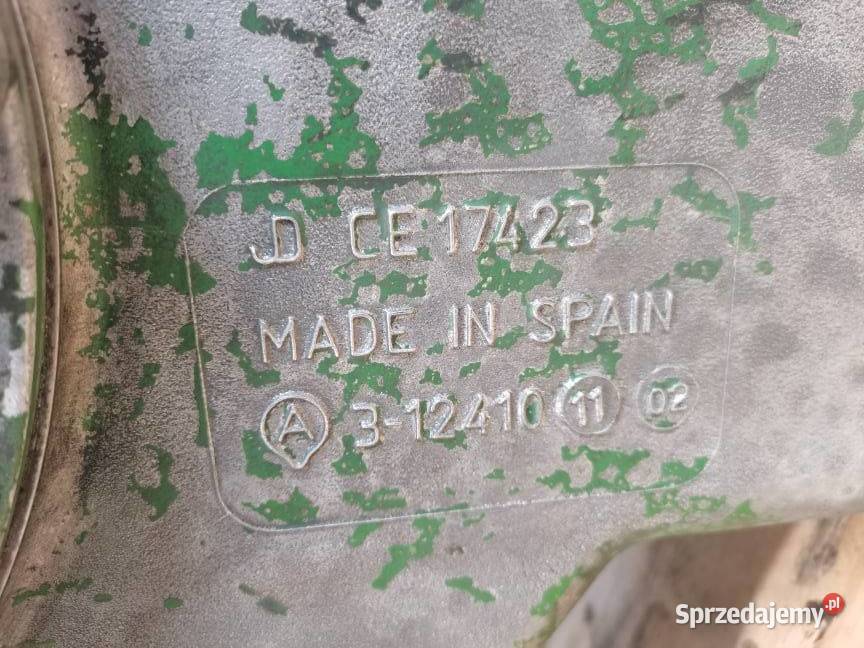 JD CE17423
MADE IN SPAIN
A 3-12410 11 02
Sprzedajemy.pl